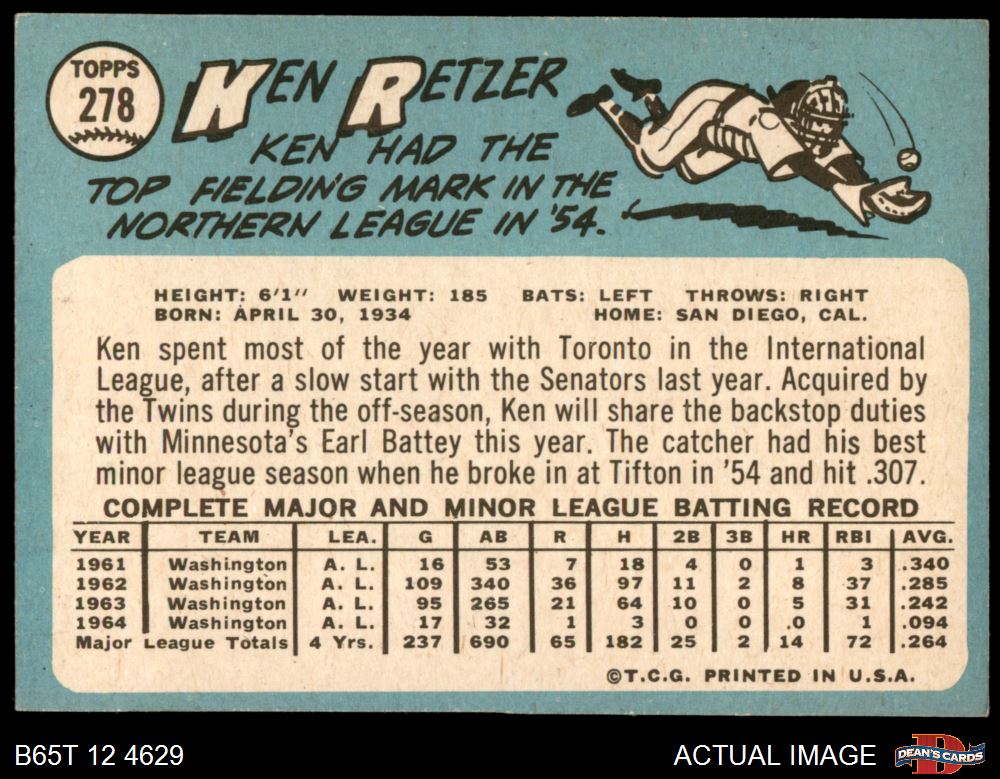 TOPPS
278
KEN RETZER
KEN HAD THE
TOP FIELDING MARK IN THE
NORTHERN LEAGUE IN '54.
HEIGHT: 6'1" WEIGHT: 185 BATS: LEFT THROWS: RIGHT
BORN: APRIL 30, 1934 HOME: SAN DIEGO, CAL.
Ken spent most of the year with Toronto in the International
League, after a slow start with the Senators last year. Acquired by
the Twins during the off-season, Ken will share the backstop duties
with Minnesota's Earl Battey this year. The catcher had his best
minor league season when he broke in at Tifton in '54 and hit .307.
COMPLETE MAJOR AND MINOR LEAGUE BATTING RECORD
YEAR TEAM LEA. G AB R H 2B 3B HR RBI AVG.
1961 Washington A. L. 16 53 7 18 4 0 1 3 .340
1962 Washington A. L. 109 340 36 97 11 2 8 37 .285
1963 Washington A. L. 95 265 21 64 10 0 5 31 .242
1964 Washington A. L. 17 32 1 3 0 0 .0 1 .094
Major League Totals 4 Yrs. 237 690 65 182 25 2 14 72 .264
©T.C.G. PRINTED IN U.S.A.
B65T 12 4629 ACTUAL IMAGE DEAN'S CARDS